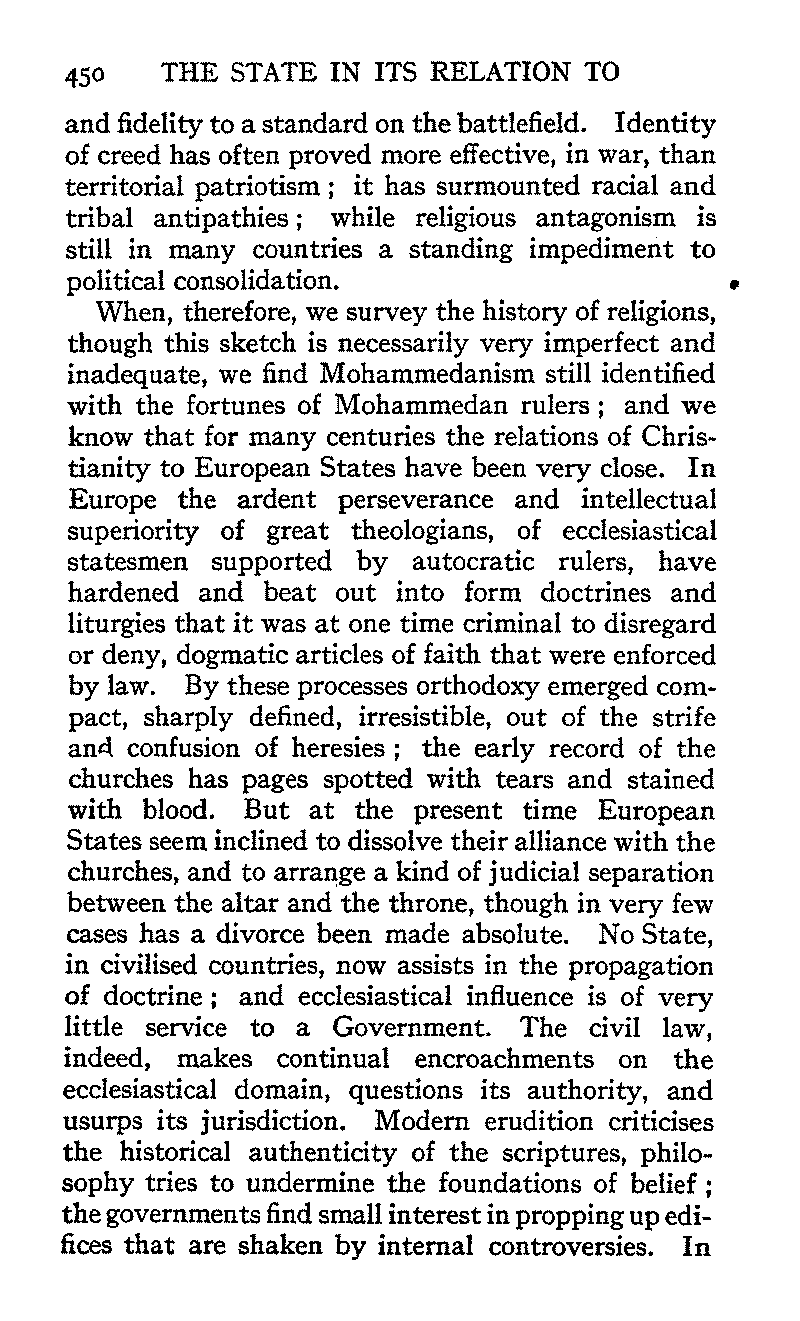 450 THE STATE IN ITS RELATION TO
and fidelity to a standard on the battlefield. Identity
of creed has often proved more effective, in war, than
territorial patriotism ; it has surmounted racial and
tribal antipathies ; while religious antagonism is
still in many countries a standing impediment to
political consolidation.
When, therefore, we survey the history of religions,
though this sketch is necessarily very imperfect and
inadequate, we find Mohammedanism still identified
with the fortunes of Mohammedan rulers ; and we
know that for many centuries the relations of Chris-
tianity to European States have been very close. In
Europe the ardent perseverance and intellectual
superiority of great theologians, of ecclesiastical
statesmen supported by autocratic rulers, have
hardened and beat out into form doctrines and
liturgies that it was at one time criminal to disregard
or deny, dogmatic articles of faith that were enforced
by law. By these processes orthodoxy emerged com-
pact, sharply defined, irresistible, out of the strife
and confusion of heresies ; the early record of the
churches has pages spotted with tears and stained
with blood. But at the present time European
States seem inclined to dissolve their alliance with the
churches, and to arrange a kind of judicial separation
between the altar and the throne, though in very few
cases has a divorce been made absolute. No State,
in civilised countries, now assists in the propagation
of doctrine ; and ecclesiastical influence is of very
little service to a Government. The civil law,
indeed, makes continual encroachments on the
ecclesiastical domain, questions its authority, and
usurps its jurisdiction. Modern erudition criticises
the historical authenticity of the scriptures, philo-
sophy tries to undermine the foundations of belief ;
the governments find small interest in propping up edi-
fices that are shaken by internal controversies. In